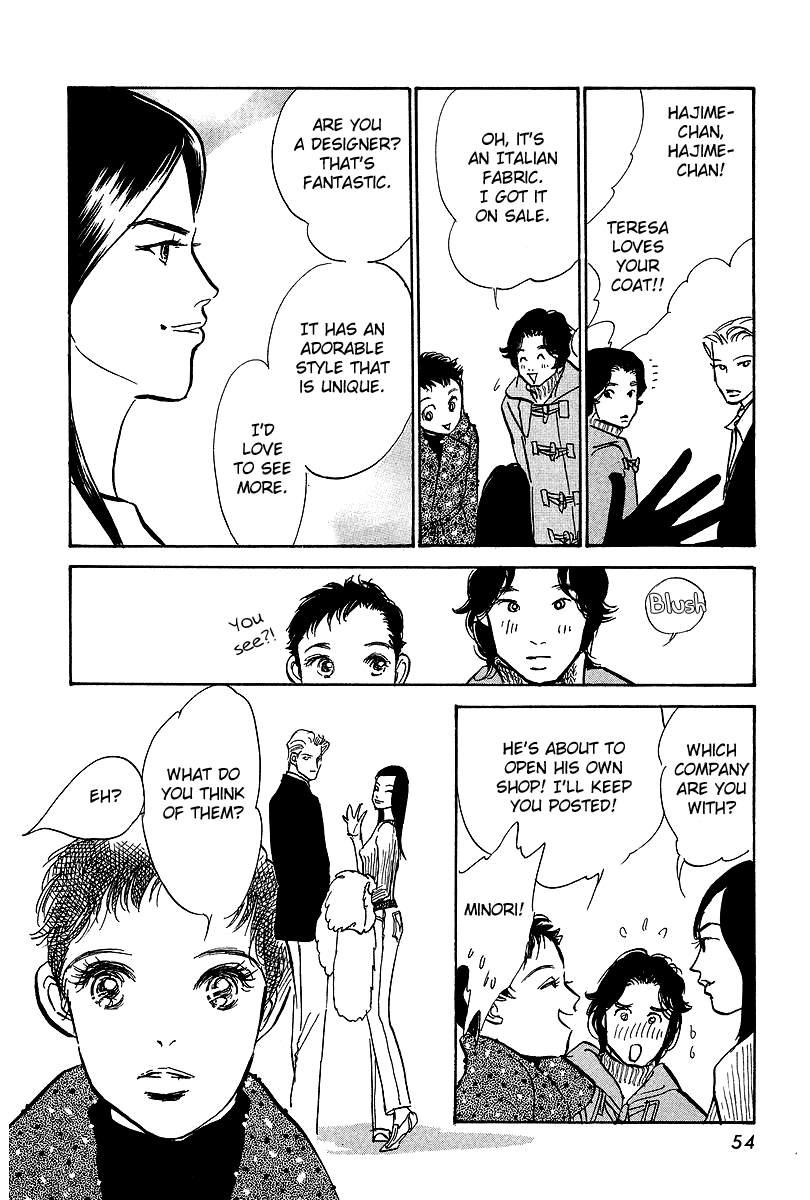 HAJIME-
CHAN,
HAJIME-
CHAN!
TERESA
LOVES
YOUR
COAT!!
OH, IT'S
AN ITALIAN
FABRIC.
I GOT IT
ON SALE.
ARE YOU
A DESIGNER?
THAT'S
FANTASTIC.
IT HAS AN
ADORABLE
STYLE THAT
IS UNIQUE.
I'D
LOVE
TO SEE
MORE.
Blush
You
see?!
WHICH
COMPANY
ARE YOU
WITH?
HE'S ABOUT TO
OPEN HIS OWN
SHOP! I'LL KEEP
YOU POSTED!
MINORI!
WHAT DO
YOU THINK
OF THEM?
EH?
54